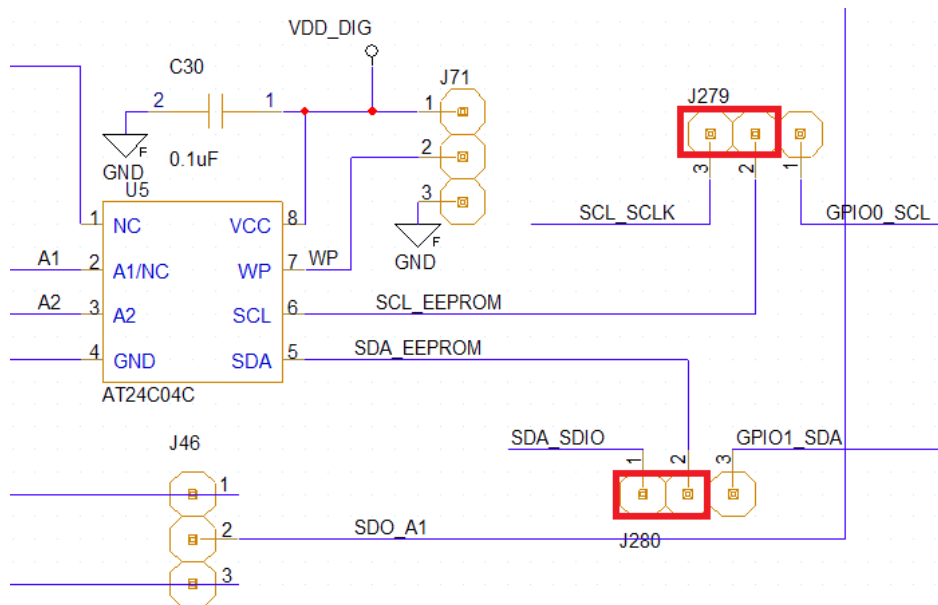 VDD_DIG
C30
2 1
GND F
0.1uF
J71
1
2
3
GND F
J279
3 2 1
SCL_SCLK
GPIO0_SCL
U5
1 NC
A1 2 A1/NC
A2 3 A2
4 GND
VCC 8
WP 7 WP
SCL 6 SCL_EEPROM
SDA 5 SDA_EEPROM
AT24C04C
SDA_SDIO
GPIO1_SDA
1 2 3
J280
J46
1
2 SDO_A1
3